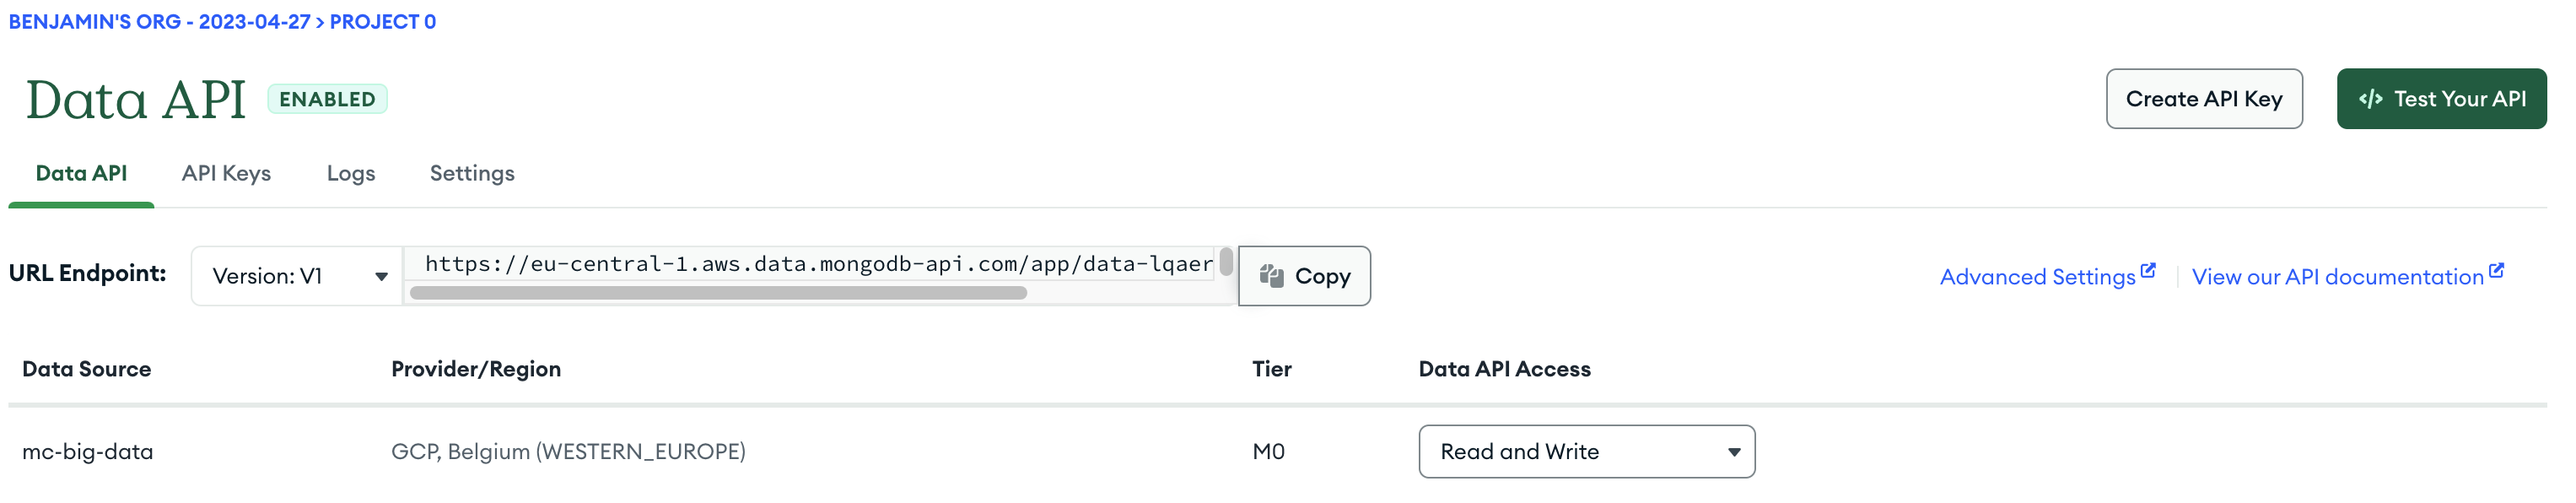 BENJAMIN'S ORG - 2023-04-27 > PROJECT 0
Data API ENABLED
Create API Key
</> Test Your API
Data API
API Keys
Logs
Settings
URL Endpoint:
Version: V1
https://eu-central-1.aws.data.mongodb-api.com/app/data-lqaer
Copy
Advanced Settings
View our API documentation
Data Source
Provider/Region
Tier
Data API Access
mc-big-data
GCP, Belgium (WESTERN_EUROPE)
M0
Read and Write